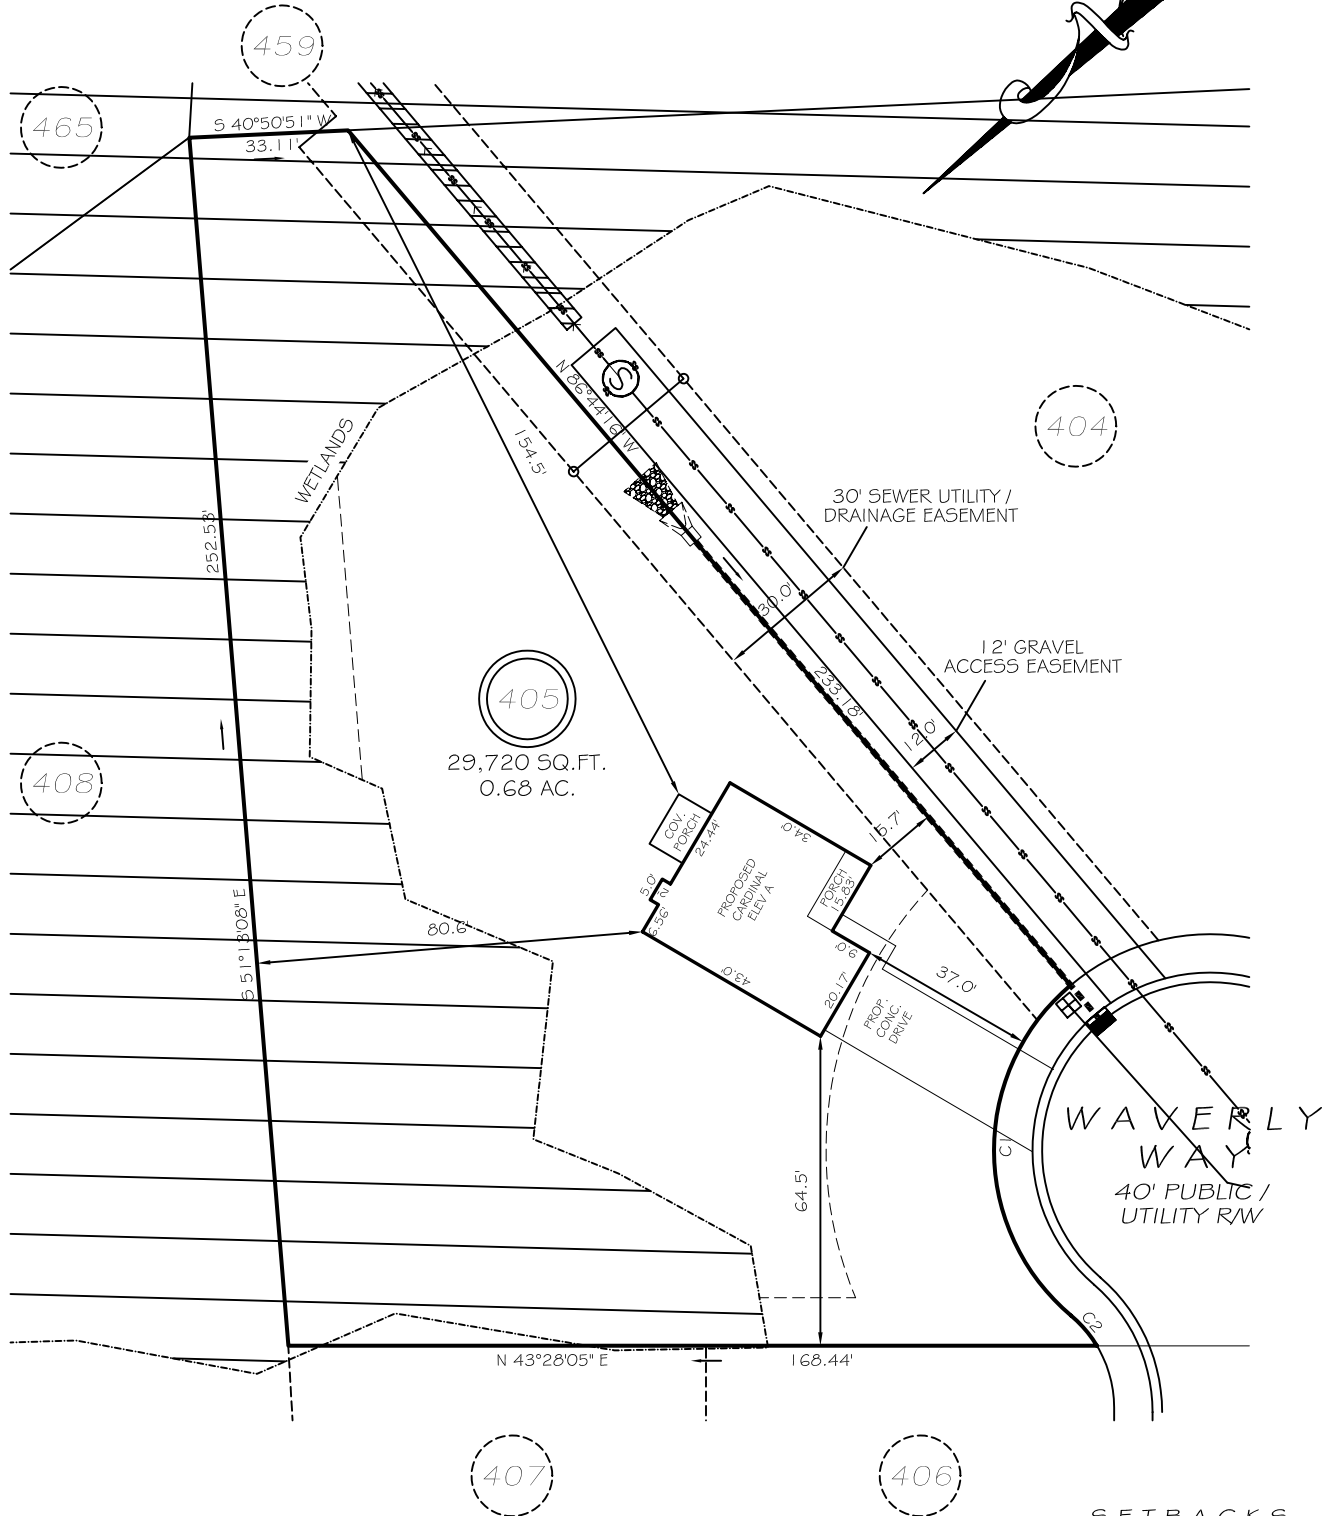 459
465
S 40°50'51" W
33.11'
N 86°44'16" W
S
404
WETLANDS
154.5'
30' SEWER UTILITY /
DRAINAGE EASEMENT
252.53'
30.0'
12' GRAVEL
ACCESS EASEMENT
233.18'
405
29,720 SQ.FT.
0.68 AC.
12.0'
408
COV.
PORCH
24.44'
34.0'
15.7'
PROPOSED
CARDINAL
ELEV A
PORCH
15.83'
5.0'
2'
6.56'
80.6'
S 51°13'08" E
9.0'
43.0'
20.17'
37.0'
PROP.
CONC.
DRIVE
WAVERLY
WAY
40' PUBLIC /
UTILITY R/W
C1
64.5'
C2
N 43°28'05" E
168.44'
407
406
SETBACKS